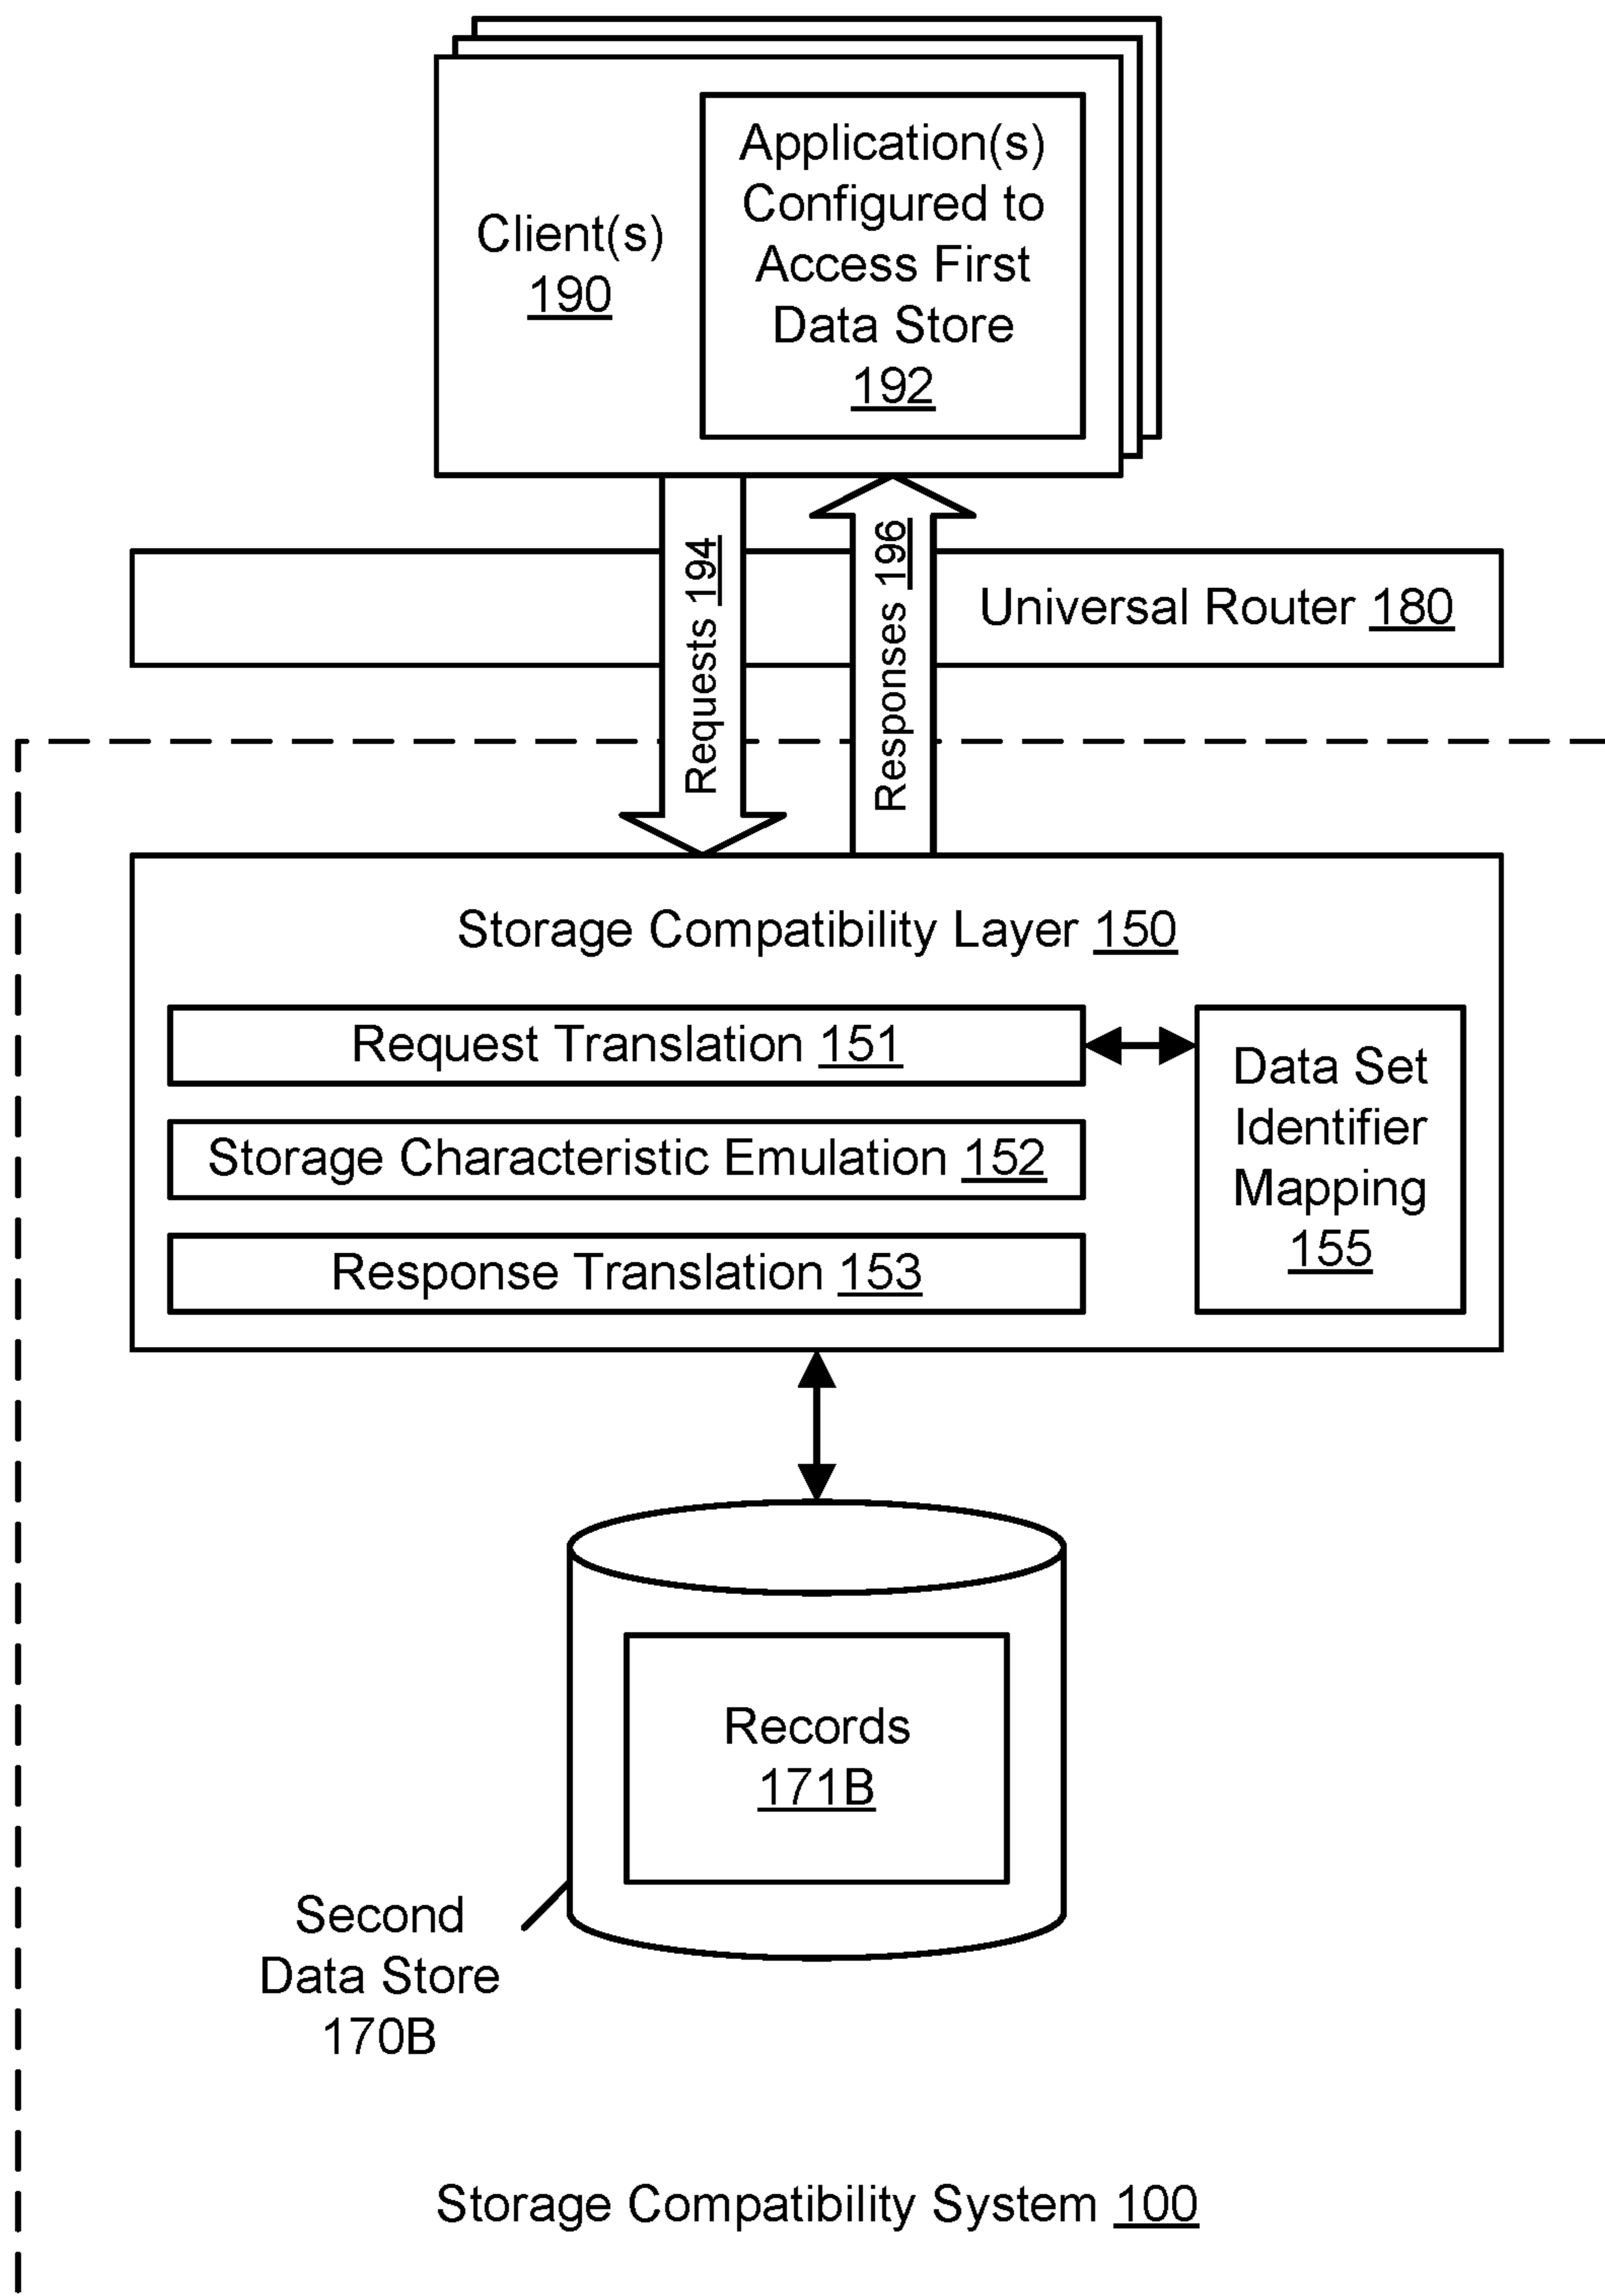 Client(s)
190
Application(s)
Configured to
Access First
Data Store
192
Requests 194
Responses 196
Universal Router 180
Storage Compatibility Layer 150
Request Translation 151
Storage Characteristic Emulation 152
Response Translation 153
Data Set
Identifier
Mapping
155
Records
171B
Second
Data Store
170B
Storage Compatibility System 100